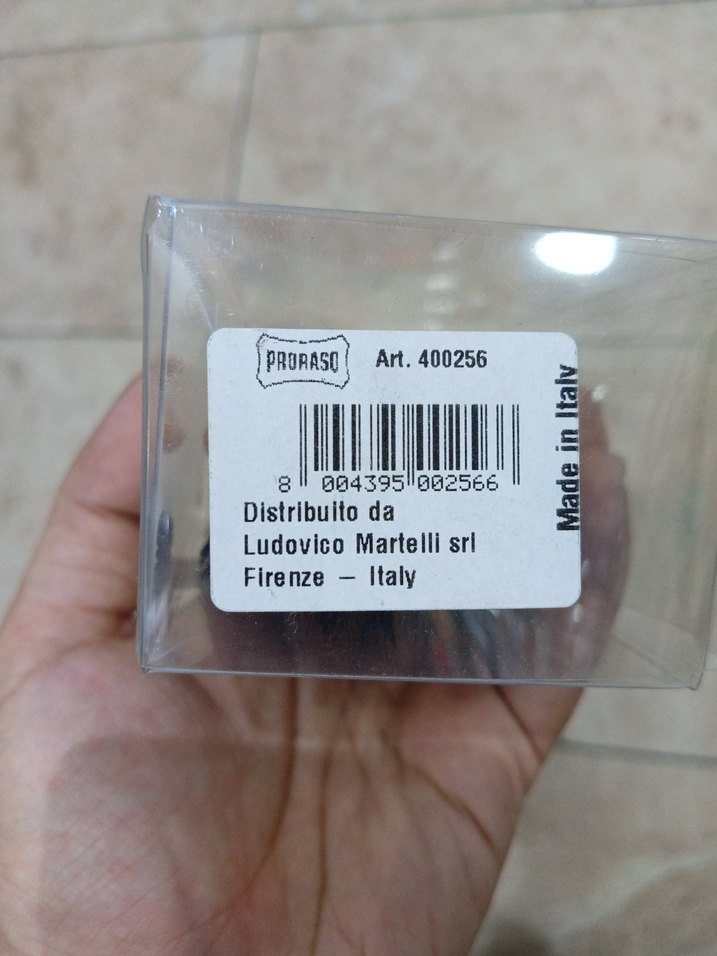 PRORASO Art. 400256
8 004395 002566
Distribuito da
Ludovico Martelli srl
Firenze – Italy
Made in Italy